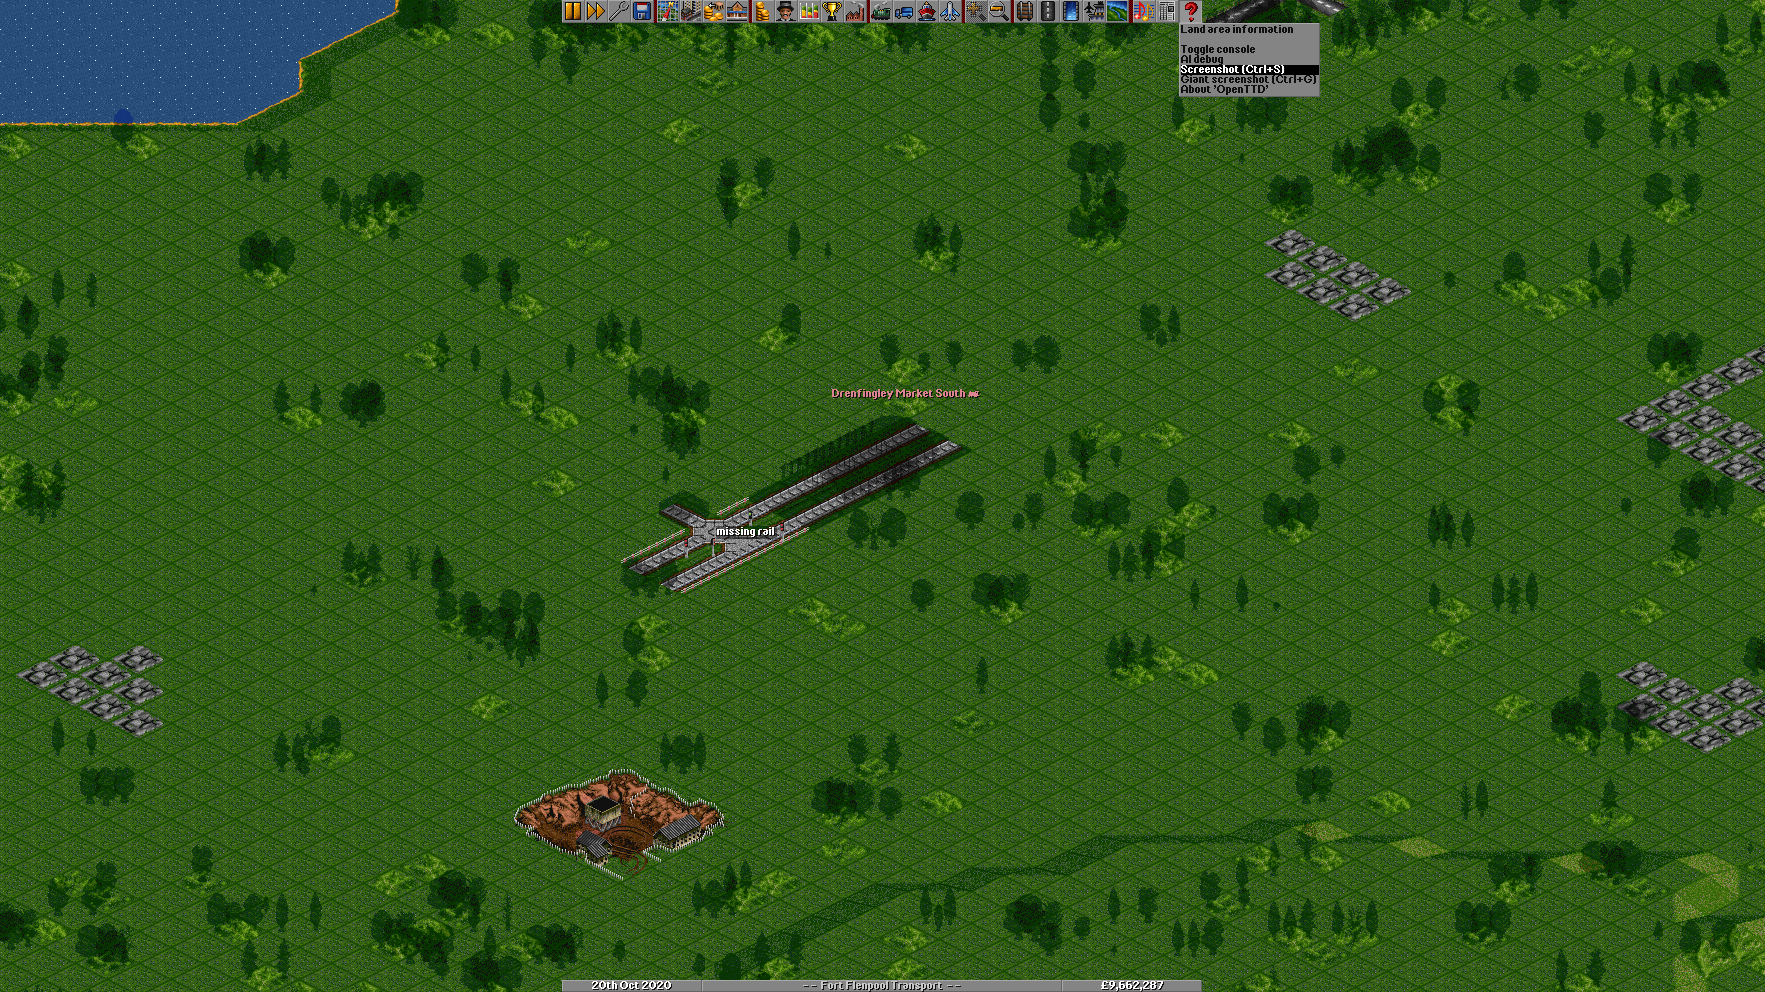 Land area information
Toggle console
AI debug
Screenshot (Ctrl+S)
Giant screenshot (Ctrl+G)
About 'OpenTTD'
Drenfingley Market South
missing rail
20th Oct 2020
-- Fort Flenpool Transport --
£9,662,287